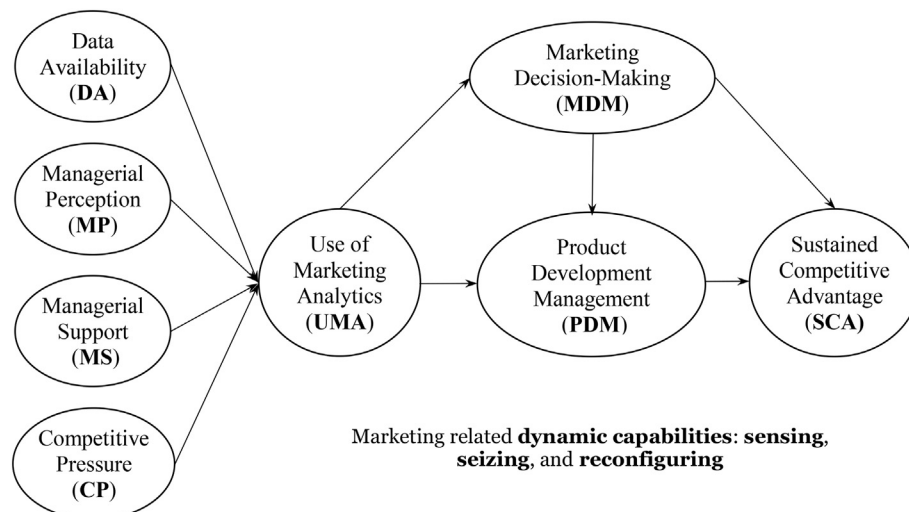 Data
Availability
(DA)
Managerial
Perception
(MP)
Managerial
Support
(MS)
Competitive
Pressure
(CP)
Use of
Marketing
Analytics
(UMA)
Marketing
Decision-Making
(MDM)
Product
Development
Management
(PDM)
Sustained
Competitive
Advantage
(SCA)
Marketing related dynamic capabilities: sensing,
seizing, and reconfiguring